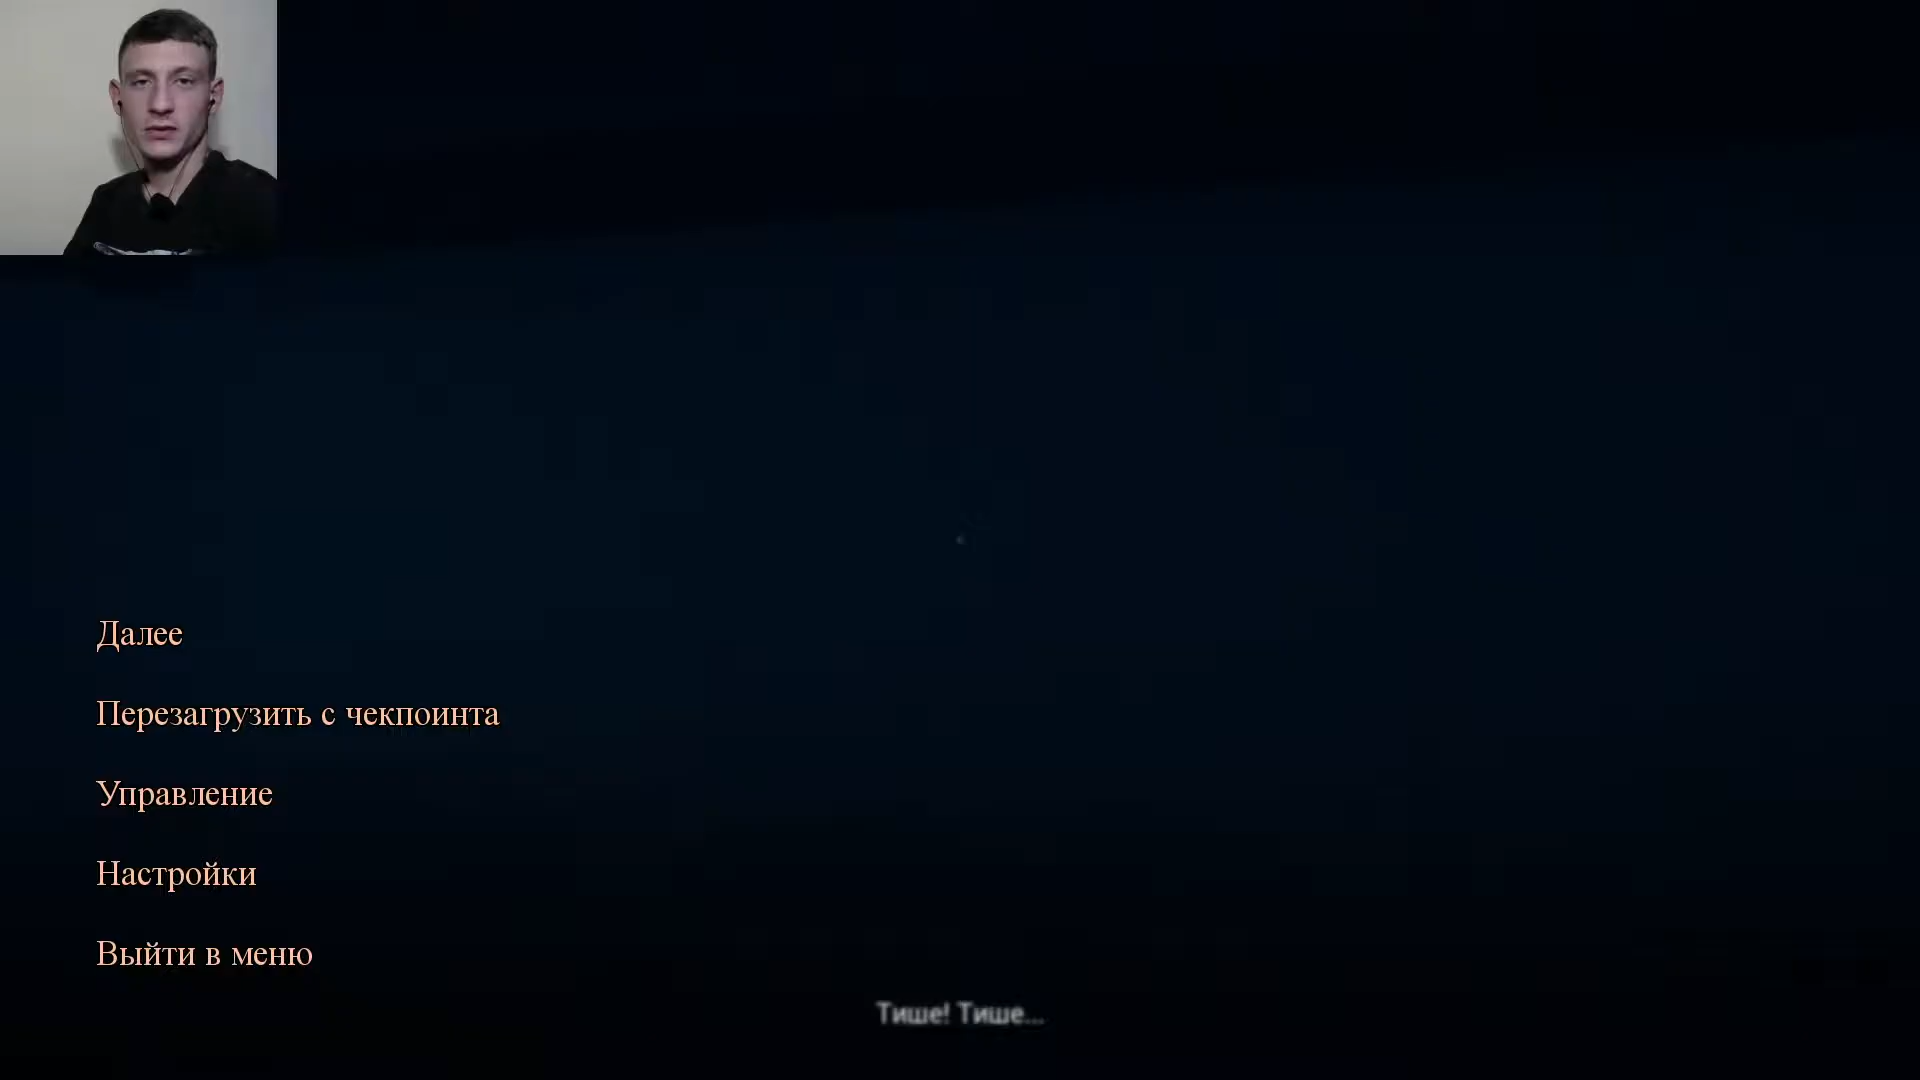 Далее
Перезагрузить с чекпоинта
Управление
Настройки
Выйти в меню
Тише! Тише...